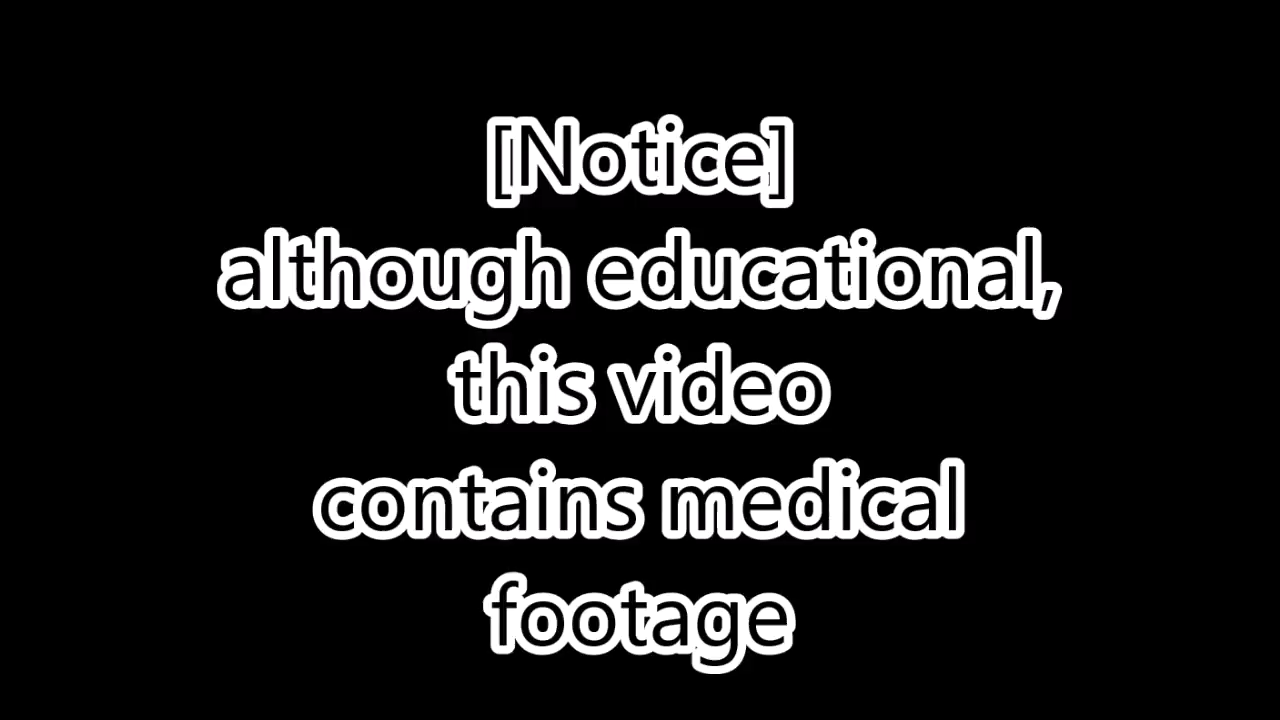 [Notice]
although educational,
this video
contains medical
footage